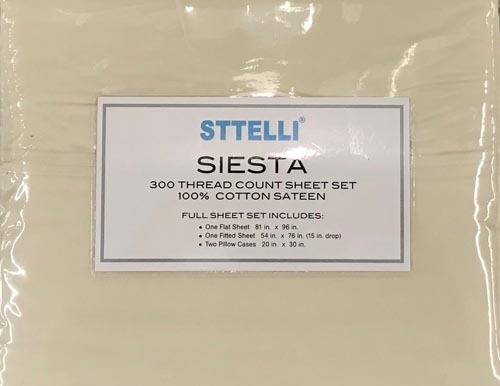 STTELLI®
SIESTA
300 THREAD COUNT SHEET SET
100% COTTON SATEEN
FULL SHEET SET INCLUDES:
• One Flat Sheet 81 in. x 96 in.
• One Fitted Sheet 54 in. x 76 in. (15 in. drop)
• Two Pillow Cases 20 in. x 30 in.